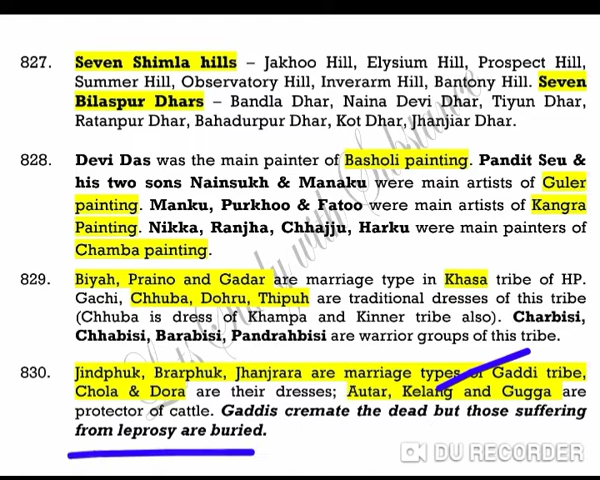 827. Seven Shimla hills – Jakhoo Hill, Elysium Hill, Prospect Hill,
Summer Hill, Observatory Hill, Inverarm Hill, Bantony Hill. Seven
Bilaspur Dhars – Bandla Dhar, Naina Devi Dhar, Tiyun Dhar,
Ratanpur Dhar, Bahadurpur Dhar, Kot Dhar, Jhanjiar Dhar.
828. Devi Das was the main painter of Basholi painting. Pandit Seu &
his two sons Nainsukh & Manaku were main artists of Guler
painting. Manku, Purkhoo & Fatoo were main artists of Kangra
Painting. Nikka, Ranjha, Chhajju, Harku were main painters of
Chamba painting.
829. Biyah, Praino and Gadar are marriage type in Khasa tribe of HP.
Gachi, Chhuba, Dohru, Thipuh are traditional dresses of this tribe
(Chhuba is dress of Khampa and Kinner tribe also). Charbisi,
Chhabisi, Barabisi, Pandrahbisi are warrior groups of this tribe.
830. Jindphuk, Brarphuk, Jhanjrara are marriage types of Gaddi tribe,
Chola & Dora are their dresses; Autar, Kelang and Gugga are
protector of cattle. Gaddis cremate the dead but those suffering
from leprosy are buried.
DU RECORDER